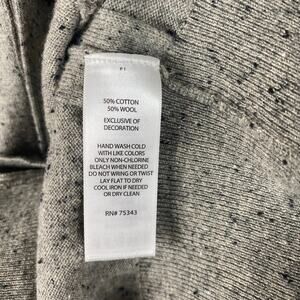 50% COTTON
50% WOOL
EXCLUSIVE OF
DECORATION
HAND WASH COLD
WITH LIKE COLORS
ONLY NON-CHLORINE
BLEACH WHEN NEEDED
DO NOT WRING OR TWIST
LAY FLAT TO DRY
COOL IRON IF NEEDED
OR DRY CLEAN
RN# 75343